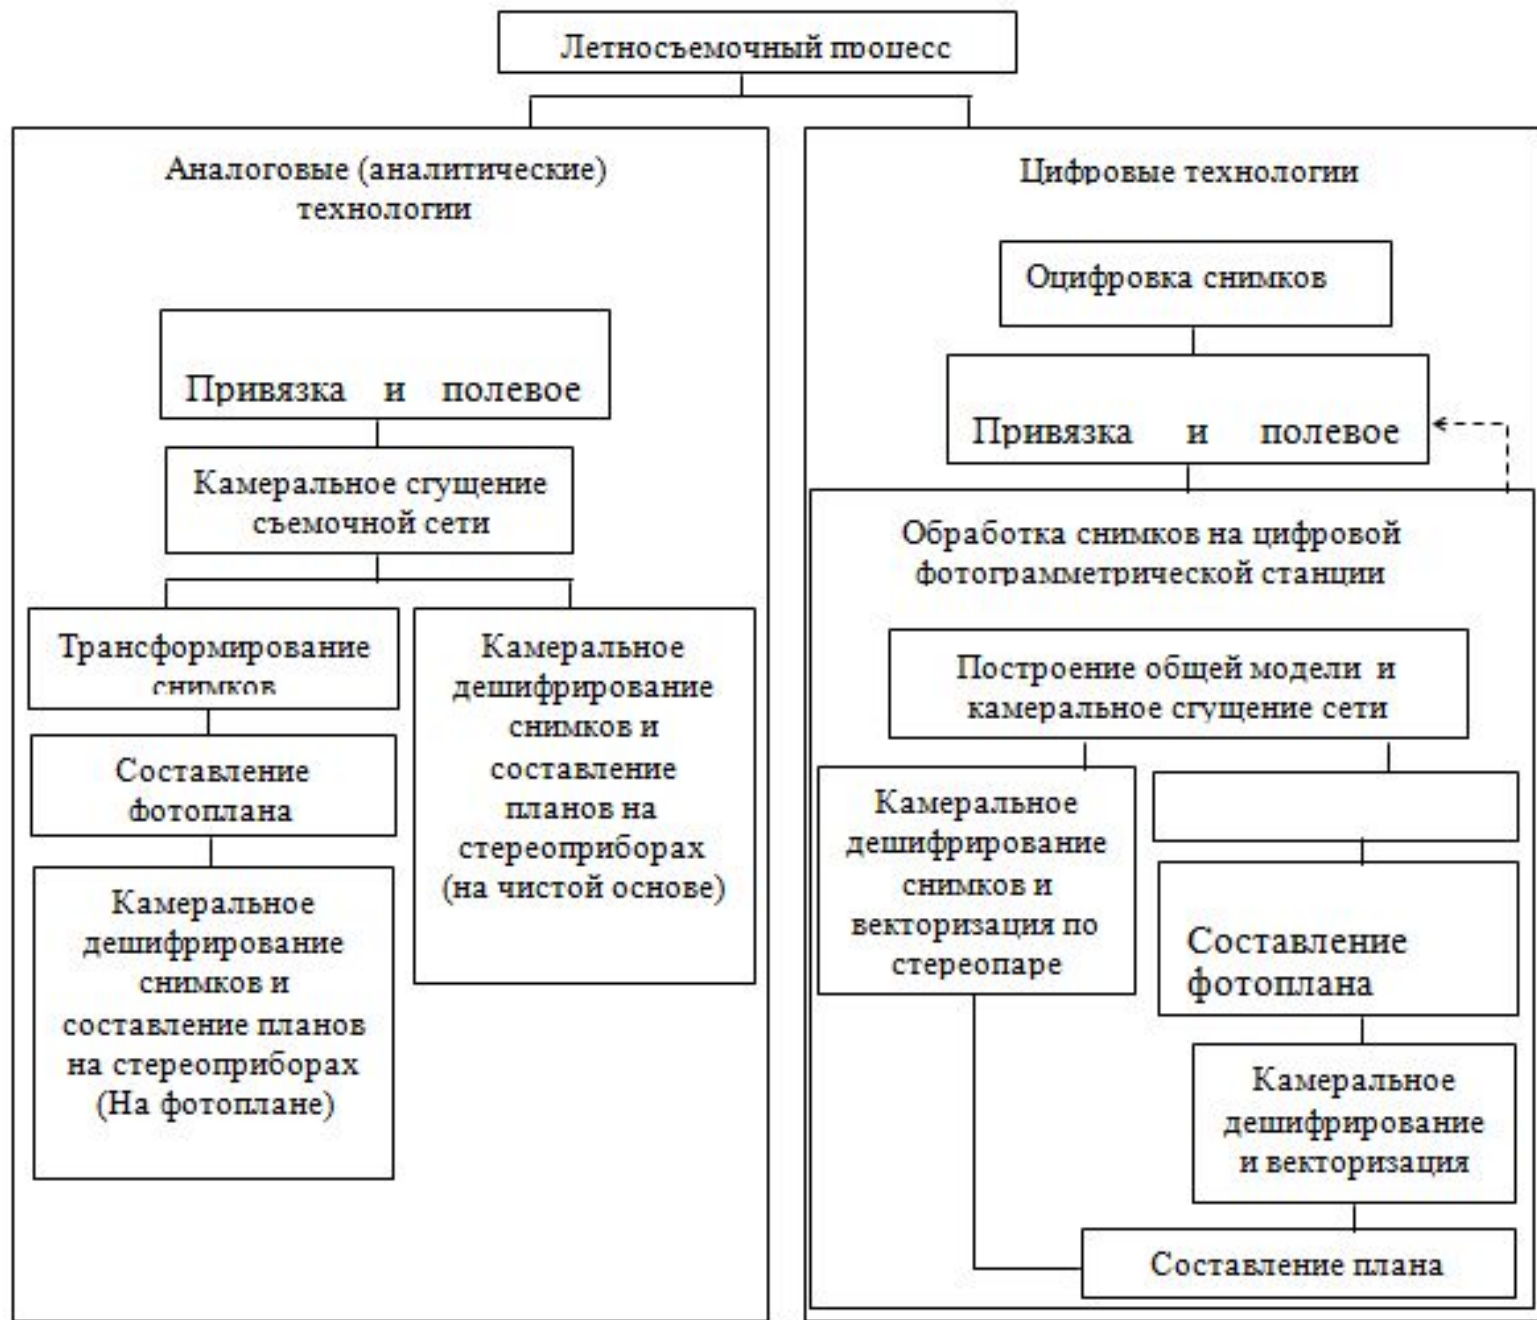 Летносъемочный процесс
Аналоговые (аналитические)
технологии
Привязка и полевое
Камеральное сгущение
съемочной сети
Трансформирование
снимков
Составление
фотоплана
Камеральное
дешифрирование
снимков и
составление планов
на стереоприборах
(На фотоплане)
Камеральное
дешифрирование
снимков и
составление
планов на
стереоприборах
(на чистой основе)
Цифровые технологии
Оцифровка снимков
Привязка и полевое
Обработка снимков на цифровой
фотограмметрической станции
Построение общей модели и
камеральное сгущение сети
Камеральное
дешифрирование
снимков и
векторизация по
стереопаре
Составление
фотоплана
Камеральное
дешифрирование
и векторизация
Составление плана